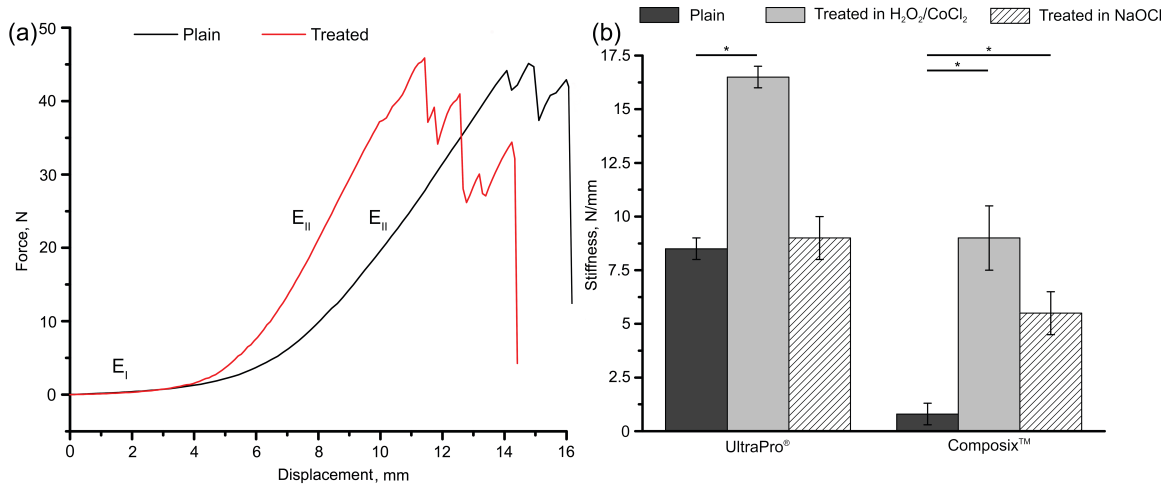 (a)
Plain
Treated
50
40
30
20
10
0
Force, N
E_I
E_II
E_II
0 2 4 6 8 10 12 14 16
Displacement, mm
(b)
Plain
Treated in H₂O₂/CoCl₂
Treated in NaOCl
17.5
15
12.5
10
7.5
5
2.5
0
Stiffness, N/mm
*
*
*
UltraPro®
Composix™